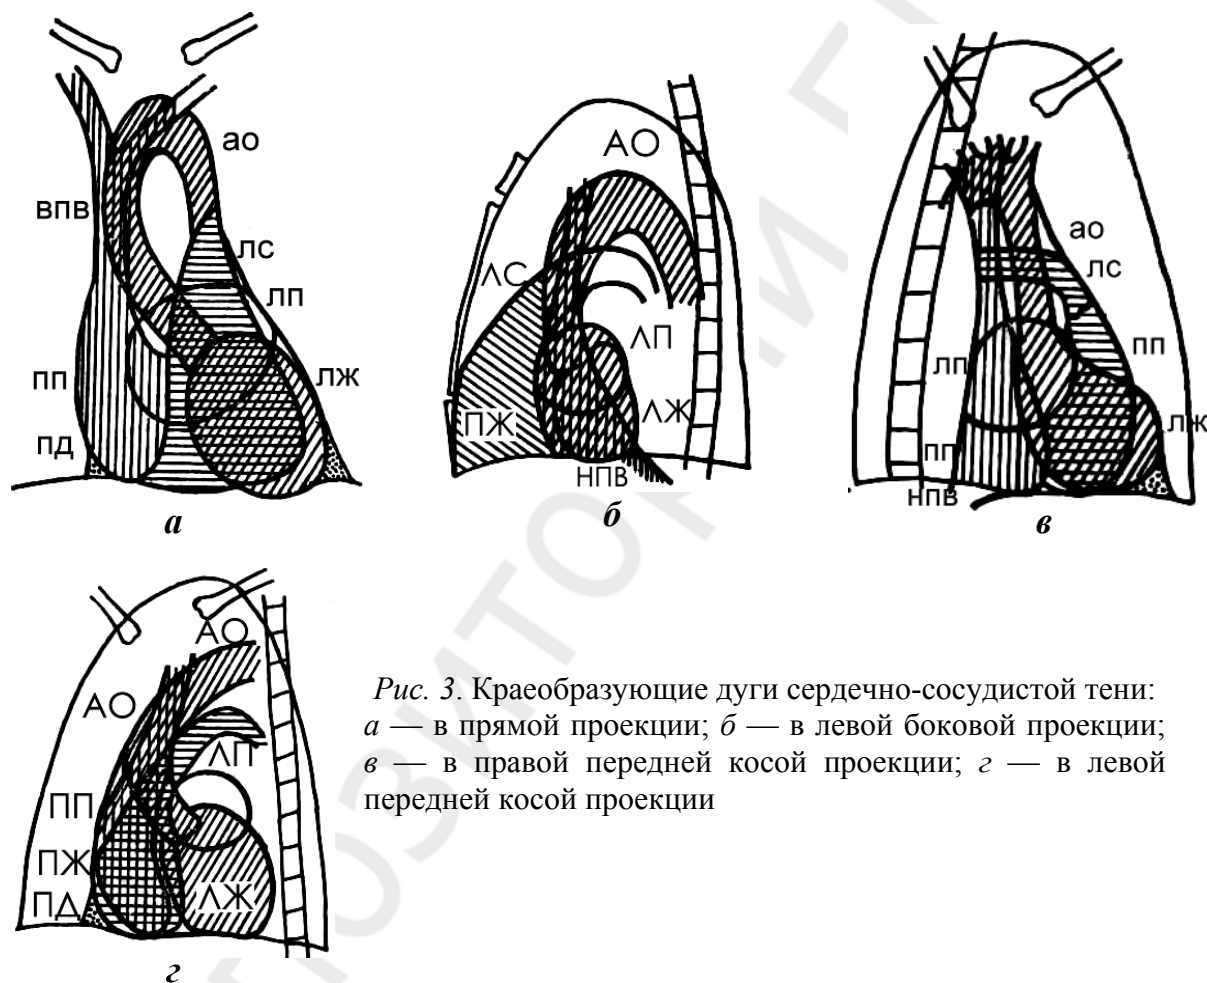 ао
впв
лс
лп
пп
лж
пд
а
АО
ЛС
ЛП
ПЖ
ЛЖ
НПВ
б
ао
лс
лп
пп
лж
пп
нпв
в
АО
АО
ЛП
ПП
ПЖ
ЛЖ
ПД
г
Рис. 3. Краеобразующие дуги сердечно-сосудистой тени:
а — в прямой проекции; б — в левой боковой проекции;
в — в правой передней косой проекции; г — в левой
передней косой проекции